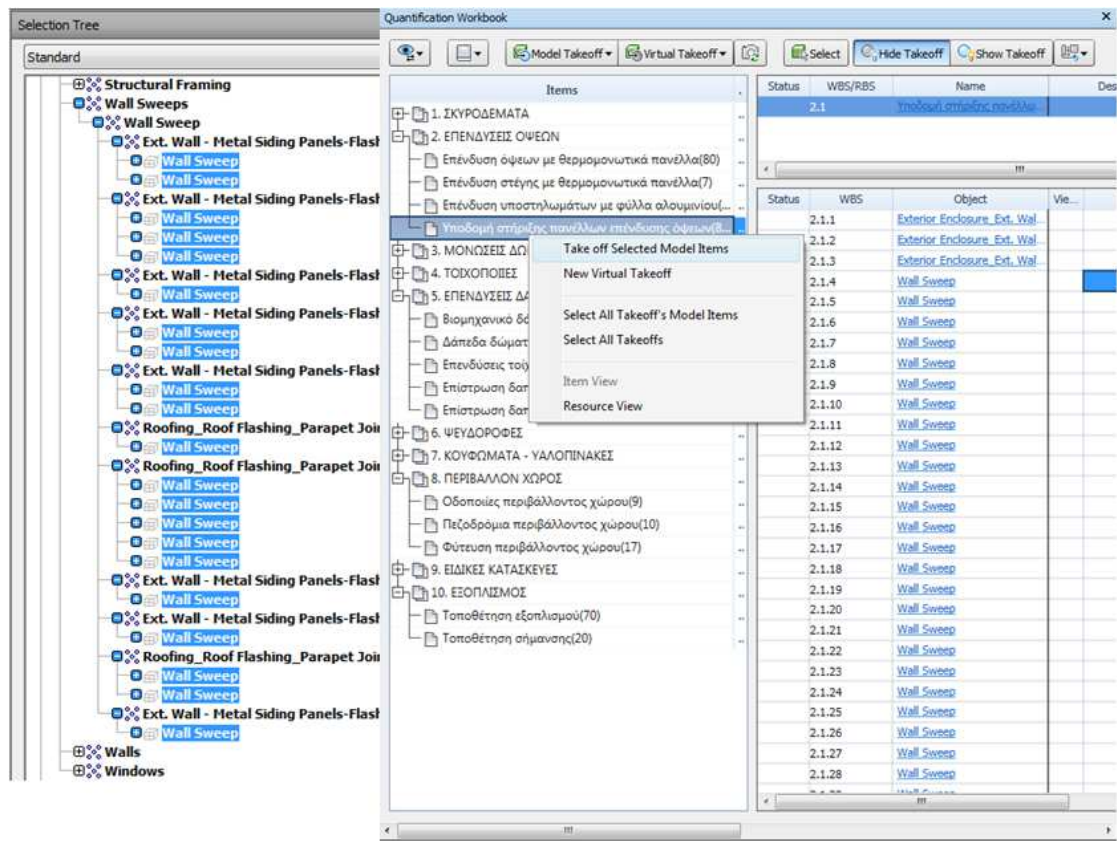 Selection Tree
Standard
Structural Framing
Wall Sweeps
Wall Sweep
Ext. Wall - Metal Siding Panels-Flash
Wall Sweep
Wall Sweep
Ext. Wall - Metal Siding Panels-Flash
Wall Sweep
Wall Sweep
Ext. Wall - Metal Siding Panels-Flash
Wall Sweep
Ext. Wall - Metal Siding Panels-Flash
Wall Sweep
Wall Sweep
Ext. Wall - Metal Siding Panels-Flash
Wall Sweep
Wall Sweep
Roofing_Roof Flashing_Parapet Joi
Wall Sweep
Roofing_Roof Flashing_Parapet Joi
Wall Sweep
Wall Sweep
Wall Sweep
Wall Sweep
Wall Sweep
Ext. Wall - Metal Siding Panels-Flash
Wall Sweep
Ext. Wall - Metal Siding Panels-Flash
Wall Sweep
Roofing_Roof Flashing_Parapet Joi
Wall Sweep
Wall Sweep
Ext. Wall - Metal Siding Panels-Flash
Wall Sweep
Walls
Windows
Quantification Workbook
Model Takeoff Virtual Takeoff Select Hide Takeoff Show Takeoff
Items
1. ΣΚΥΡΟΔΕΜΑΤΑ
2. ΕΠΕΝΔΥΣΕΙΣ ΟΨΕΩΝ
Επένδυση όψεων με θερμομονωτικά πανέλλα(80)
Επένδυση στέγης με θερμομονωτικά πανέλλα(7)
Επένδυση υποστηλωμάτων με φύλλα αλουμινίου(...
Υποδομή στήριξης πανέλλων επένδυσης όψεων(8...
3. ΜΟΝΩΣΕΙΣ ΔΩ
4. ΤΟΙΧΟΠΟΙΙΕΣ
5. ΕΠΕΝΔΥΣΕΙΣ ΔΑ
Βιομηχανικό δά
Δάπεδα δώματ
Επενδύσεις τοίχ
Επίστρωση δαπ
Επίστρωση δαπ
6. ΨΕΥΔΟΡΟΦΕΣ
7. ΚΟΥΦΩΜΑΤΑ - ΥΑΛΟΠΙΝΑΚΕΣ
8. ΠΕΡΙΒΑΛΛΟΝ ΧΩΡΟΣ
Οδοποιίες περιβάλλοντος χώρου(9)
Πεζοδρόμια περιβάλλοντος χώρου(10)
Φύτευση περιβάλλοντος χώρου(17)
9. ΕΙΔΙΚΕΣ ΚΑΤΑΣΚΕΥΕΣ
10. ΕΞΟΠΛΙΣΜΟΣ
Τοποθέτηση εξοπλισμού(70)
Τοποθέτηση σήμανσης(20)
Take off Selected Model Items
New Virtual Takeoff
Select All Takeoff's Model Items
Select All Takeoffs
Item View
Resource View
Status WBS/RBS Name Des
2.1 Υποδομή στήριξης πανέλλω...
Status WBS Object Vie...
2.1.1 Exterior Enclosure_Ext. Wal...
2.1.2 Exterior Enclosure_Ext. Wal...
2.1.3 Exterior Enclosure_Ext. Wal...
2.1.4 Wall Sweep
2.1.5 Wall Sweep
2.1.6 Wall Sweep
2.1.7 Wall Sweep
2.1.8 Wall Sweep
2.1.9 Wall Sweep
2.1.10 Wall Sweep
2.1.11 Wall Sweep
2.1.12 Wall Sweep
2.1.13 Wall Sweep
2.1.14 Wall Sweep
2.1.15 Wall Sweep
2.1.16 Wall Sweep
2.1.17 Wall Sweep
2.1.18 Wall Sweep
2.1.19 Wall Sweep
2.1.20 Wall Sweep
2.1.21 Wall Sweep
2.1.22 Wall Sweep
2.1.23 Wall Sweep
2.1.24 Wall Sweep
2.1.25 Wall Sweep
2.1.26 Wall Sweep
2.1.27 Wall Sweep
2.1.28 Wall Sweep